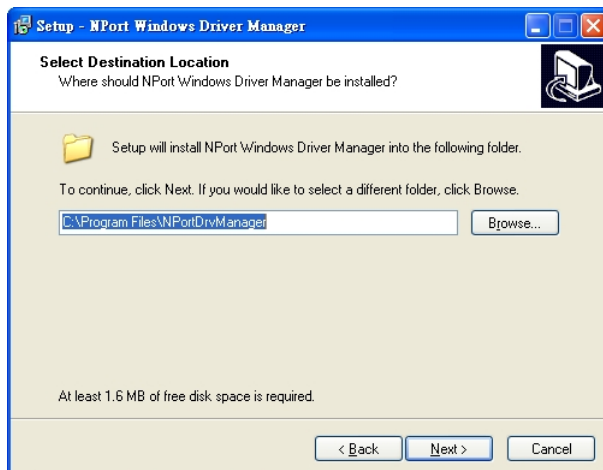 Setup - NPort Windows Driver Manager
Select Destination Location
Where should NPort Windows Driver Manager be installed?
Setup will install NPort Windows Driver Manager into the following folder.
To continue, click Next. If you would like to select a different folder, click Browse.
C:\Program Files\NPortDrvManager
Browse...
At least 1.6 MB of free disk space is required.
< Back
Next >
Cancel